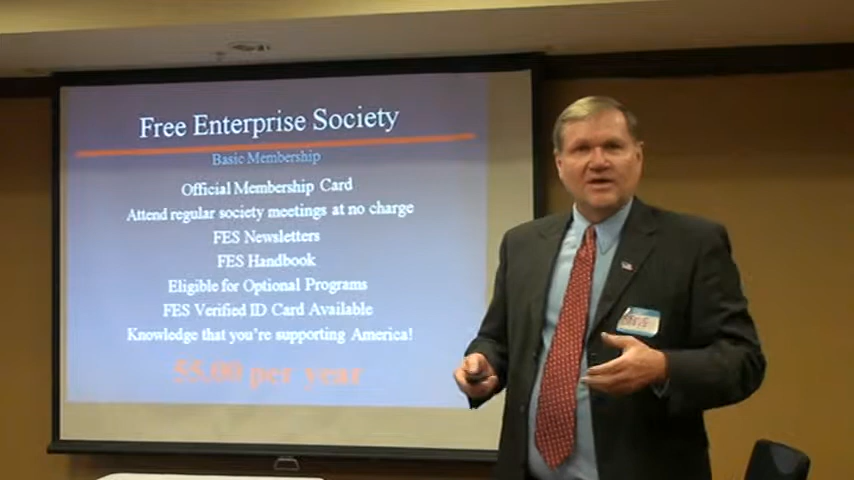 Free Enterprise Society
Basic Membership
Official Membership Card
Attend regular society meetings at no charge
FES Newsletters
FES Handbook
Eligible for Optional Programs
FES Verified ID Card Available
Knowledge that you're supporting America!
per year